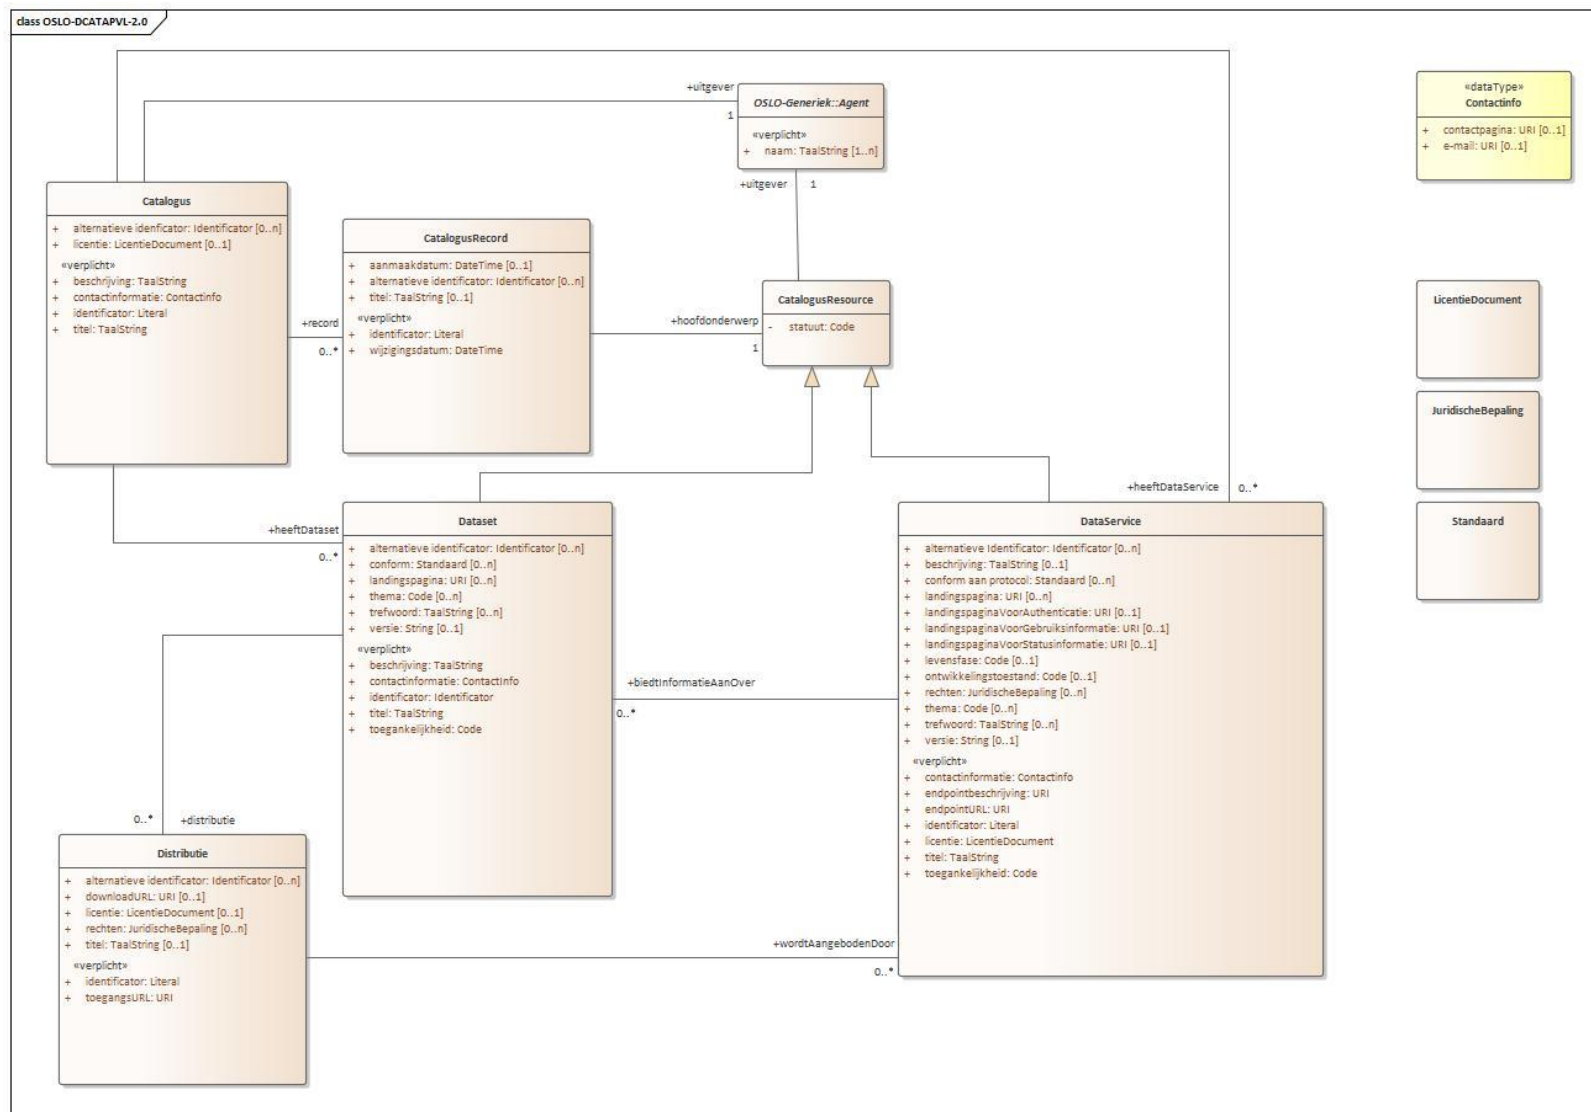 class OSLO-DCATAPVL-2.0
+uitgever
1
OSLO-Generiek::Agent
«verplicht»
+ naam: TaalString [1..n]
+uitgever 1
«dataType»
Contactinfo
+ contactpagina: URI [0..1]
+ e-mail: URI [0..1]
Catalogus
+ alternatieve idenficator: Identificator [0..n]
+ licentie: LicentieDocument [0..1]
«verplicht»
+ beschrijving: TaalString
+ contactinformatie: Contactinfo
+ identificator: Literal
+ titel: TaalString
+record
0..*
CatalogusRecord
+ aanmaakdatum: DateTime [0..1]
+ alternatieve identificator: Identificator [0..n]
+ titel: TaalString [0..1]
«verplicht»
+ identificator: Literal
+ wijzigingsdatum: DateTime
+hoofdonderwerp
1
CatalogusResource
- statuut: Code
LicentieDocument
JuridischeBepaling
Standaard
+heeftDataService 0..*
+heeftDataset
0..*
Dataset
+ alternatieve identificator: Identificator [0..n]
+ conform: Standaard [0..n]
+ landingspagina: URI [0..n]
+ thema: Code [0..n]
+ trefwoord: TaalString [0..n]
+ versie: String [0..1]
«verplicht»
+ beschrijving: TaalString
+ contactinformatie: ContactInfo
+ identificator: Identificator
+ titel: TaalString
+ toegankelijkheid: Code
+biedtInformatieAanOver
0..*
DataService
+ alternatieve Identificator: Identificator [0..n]
+ beschrijving: TaalString [0..1]
+ conform aan protocol: Standaard [0..n]
+ landingspagina: URI [0..n]
+ landingspaginaVoorAuthenticatie: URI [0..1]
+ landingspaginaVoorGebruiksinformatie: URI [0..1]
+ landingspaginaVoorStatusinformatie: URI [0..1]
+ levensfase: Code [0..1]
+ ontwikkelingstoestand: Code [0..1]
+ rechten: JuridischeBepaling [0..n]
+ thema: Code [0..n]
+ trefwoord: TaalString [0..n]
+ versie: String [0..1]
«verplicht»
+ contactinformatie: Contactinfo
+ endpointbeschrijving: URI
+ endpointURL: URI
+ identificator: Literal
+ licentie: LicentieDocument
+ titel: TaalString
+ toegankelijkheid: Code
0..* +distributie
Distributie
+ alternatieve identificator: Identificator [0..n]
+ downloadURL: URI [0..1]
+ licentie: LicentieDocument [0..1]
+ rechten: JuridischeBepaling [0..n]
+ titel: TaalString [0..1]
«verplicht»
+ identificator: Literal
+ toegangsURL: URI
+wordtAangebodenDoor
0..*